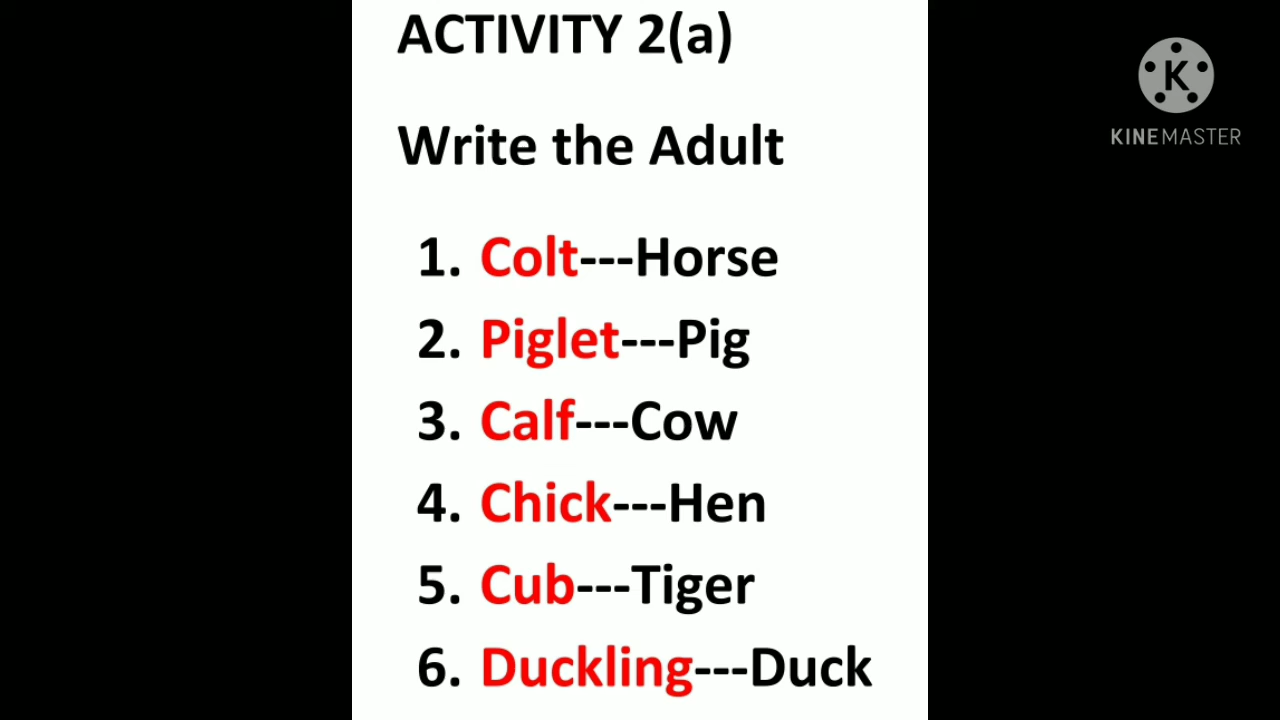 ACTIVITY 2(a)
Write the Adult
1. Colt---Horse
2. Piglet---Pig
3. Calf---Cow
4. Chick---Hen
5. Cub---Tiger
6. Duckling---Duck
K
KINEMASTER